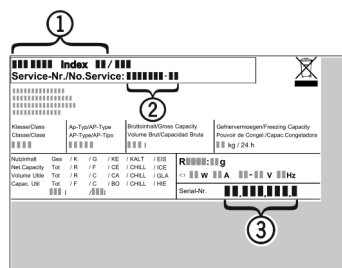 1
Index /
Service-Nr./No.Service: -
2
Klasse/Class Ap-Typ/AP-Type Bruttoinhalt/Gross Capacity Gefriervermoegen/Freezing Capacity
Classe/Clase AP-Type/AP-Tipo Volume Brut/Capacidad Bruta Pouvoir de Congel./Capac.Congeladora
l kg / 24 h
Nutzinhalt Ges / K / G / KE / KALT / EIS
Net.Capacity Tot / R / F / CE / CHILL / ICE
Volume Utile Tot / R / C / CA / CHILL / GLA
Capac. Util Tot / F / C / BO / CHILL / HIE
l / l
R : g
W A - V Hz
Serial-Nr. . . .
3